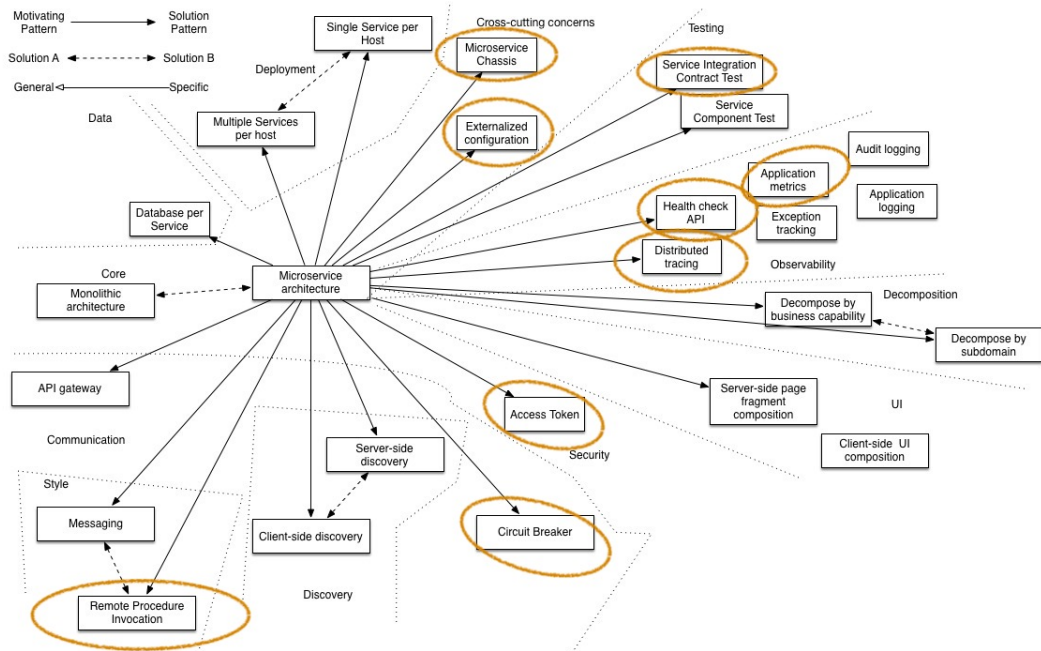 Motivating
Pattern
Solution
Pattern
Solution A
Solution B
General
Specific
Data
Deployment
Single Service per
Host
Multiple Services
per host
Cross-cutting concerns
Microservice
Chassis
Externalized
configuration
Testing
Service Integration
Contract Test
Service
Component Test
Audit logging
Application
metrics
Application
logging
Health check
API
Exception
tracking
Distributed
tracing
Observability
Database per
Service
Core
Monolithic
architecture
Microservice
architecture
Decomposition
Decompose by
business capability
Decompose by
subdomain
API gateway
Server-side page
fragment
composition
UI
Client-side UI
composition
Access Token
Security
Communication
Server-side
discovery
Style
Messaging
Client-side discovery
Circuit Breaker
Discovery
Remote Procedure
Invocation